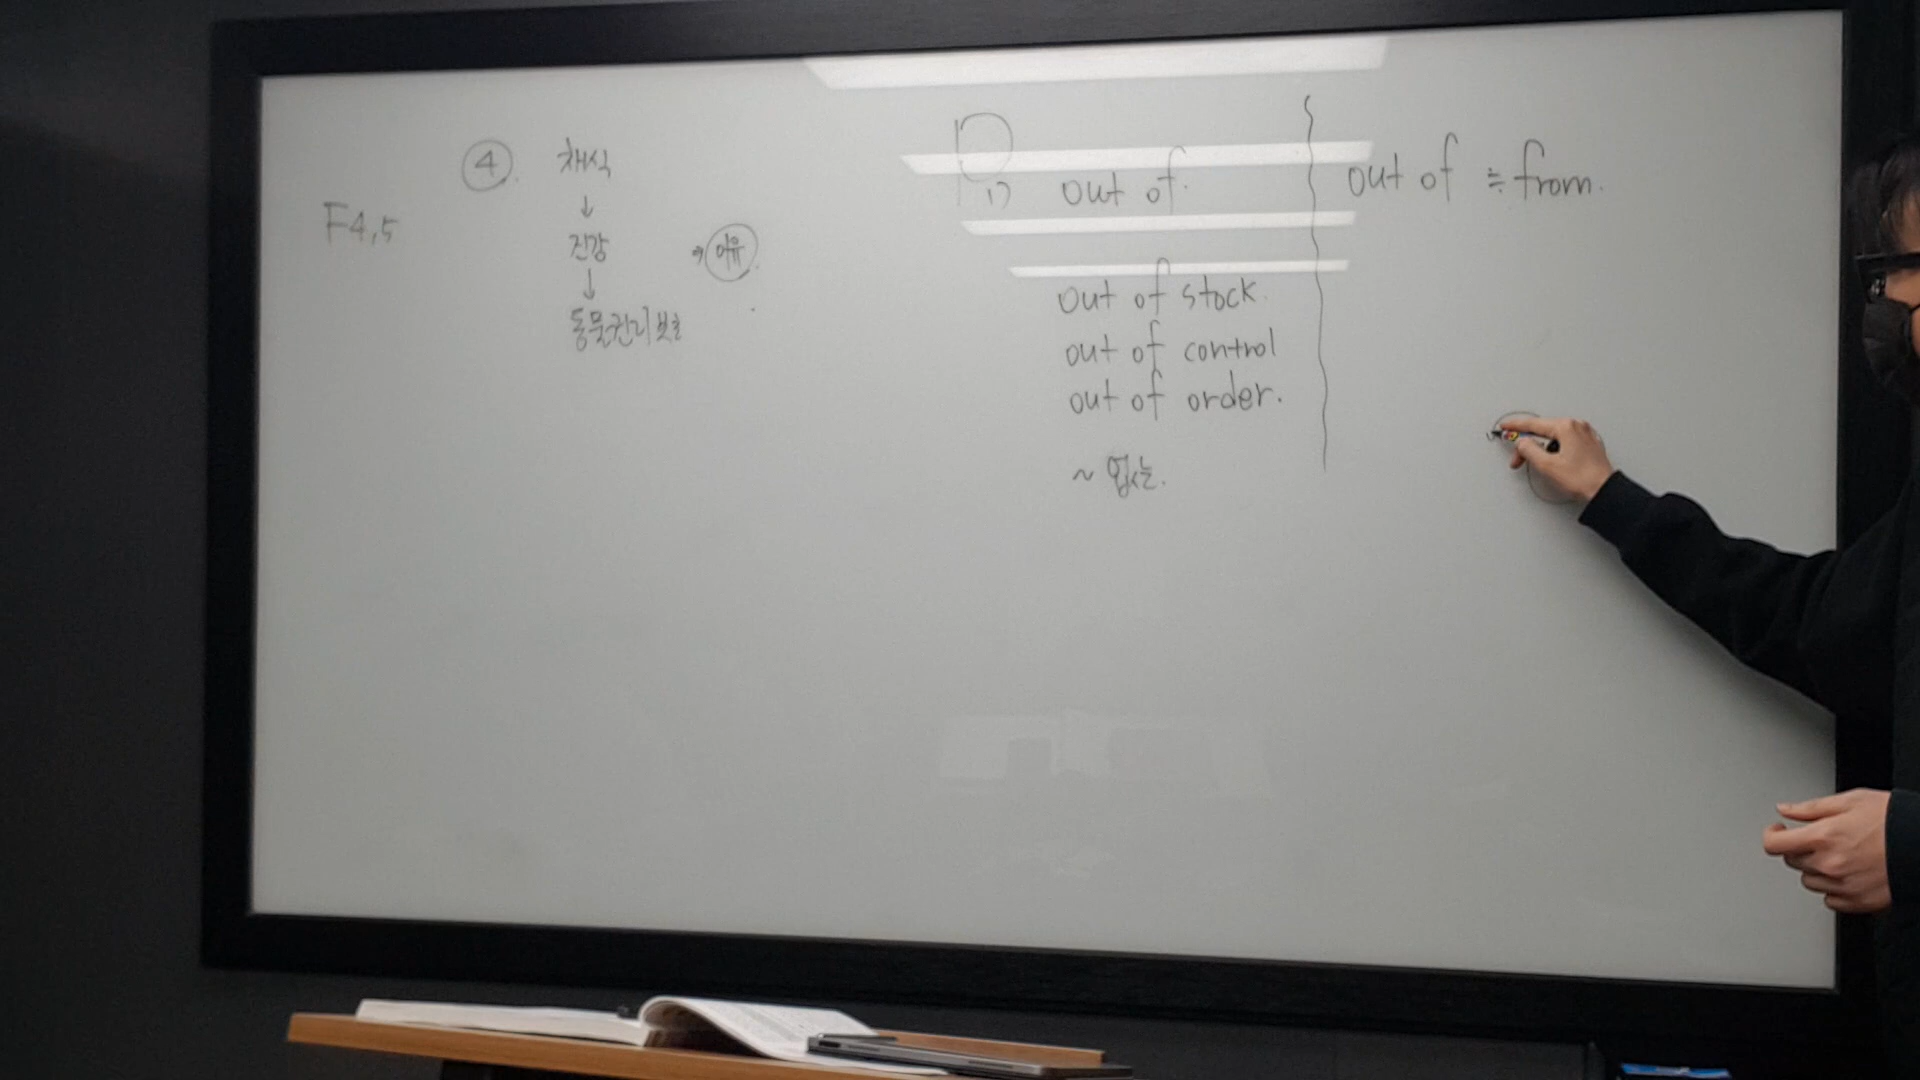 F4,5
④. 채식
↓
건강
→ 이유.
↓
동물권리 보호
1) out of.
out of stock.
out of control
out of order.
~ 없는.
out of ≒ from.